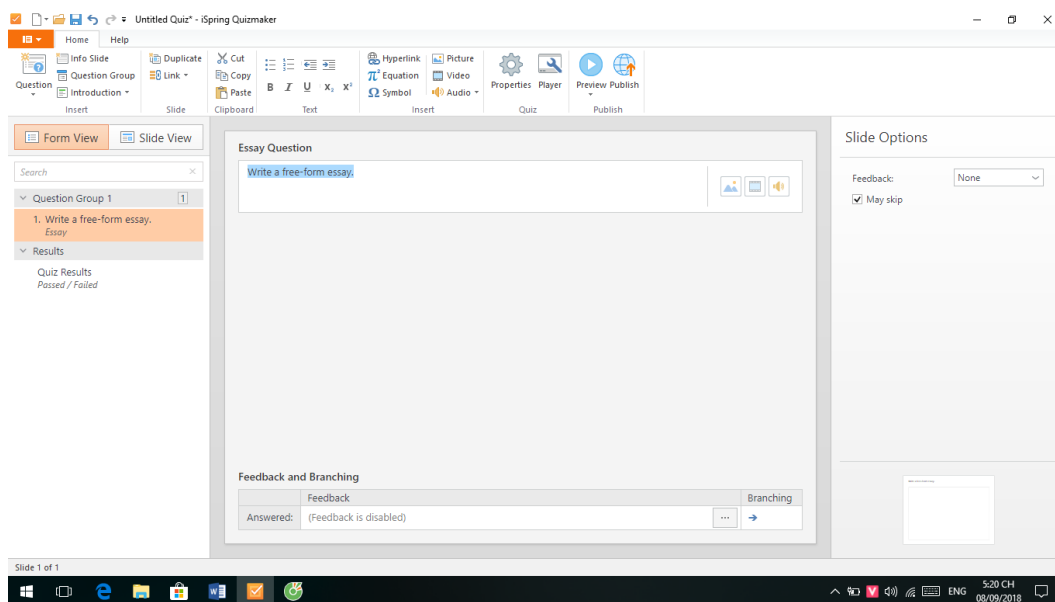 Untitled Quiz* - iSpring Quizmaker
Home Help
Question
Info Slide
Question Group
Introduction
Insert
Duplicate
Link
Slide
Cut
Copy
Paste
Clipboard
B I U X₂ X²
Text
Hyperlink
Equation
Symbol
Picture
Video
Audio
Insert
Properties Player
Quiz
Preview Publish
Publish
Form View Slide View
Search
Question Group 1 1
1. Write a free-form essay.
Essay
Results
Quiz Results
Passed / Failed
Essay Question
Write a free-form essay.
Feedback and Branching
Feedback Branching
Answered: (Feedback is disabled) ...
Slide Options
Feedback: None
May skip
Slide 1 of 1
ENG
5:20 CH
08/09/2018